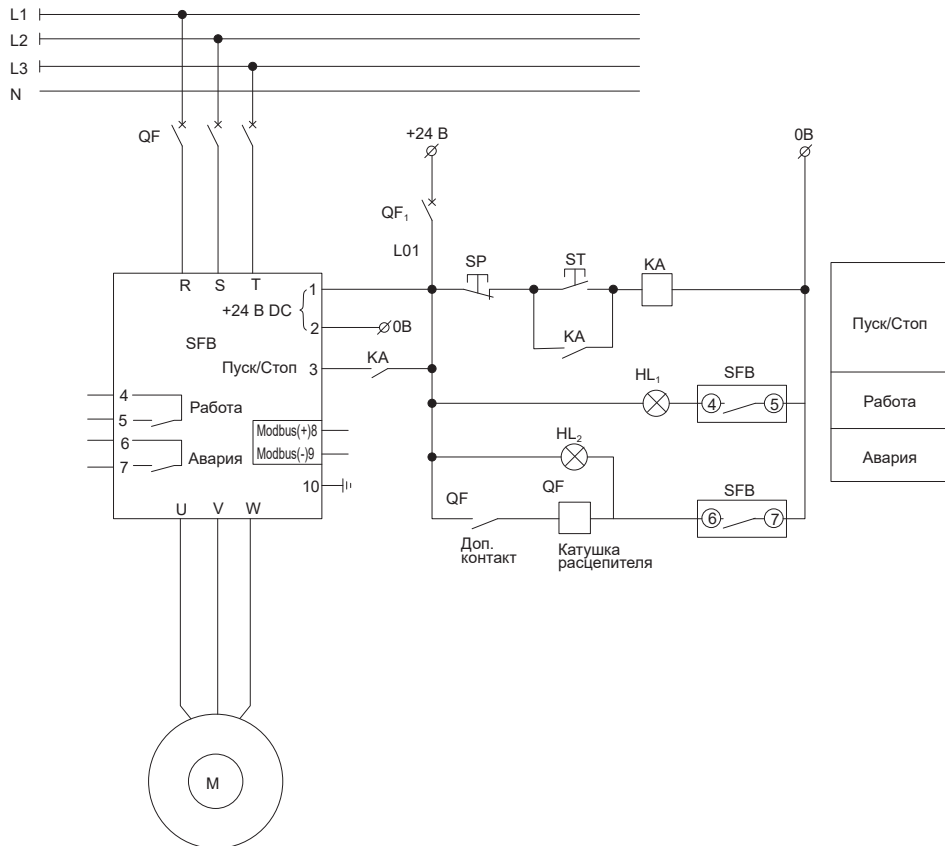 L1
L2
L3
N
QF
+24 В
0В
QF₁
L01
SP
ST
KA
R S T
1
+24 В DC
2
0В
SFB
Пуск/Стоп 3
KA
KA
Пуск/Стоп
HL₁
SFB
4 5
Работа
4
5
Работа
6
7
Авария
Modbus(+)8
Modbus(-)9
10
HL₂
Авария
QF
QF
SFB
6 7
Доп.
контакт
Катушка
расцепителя
U V W
M